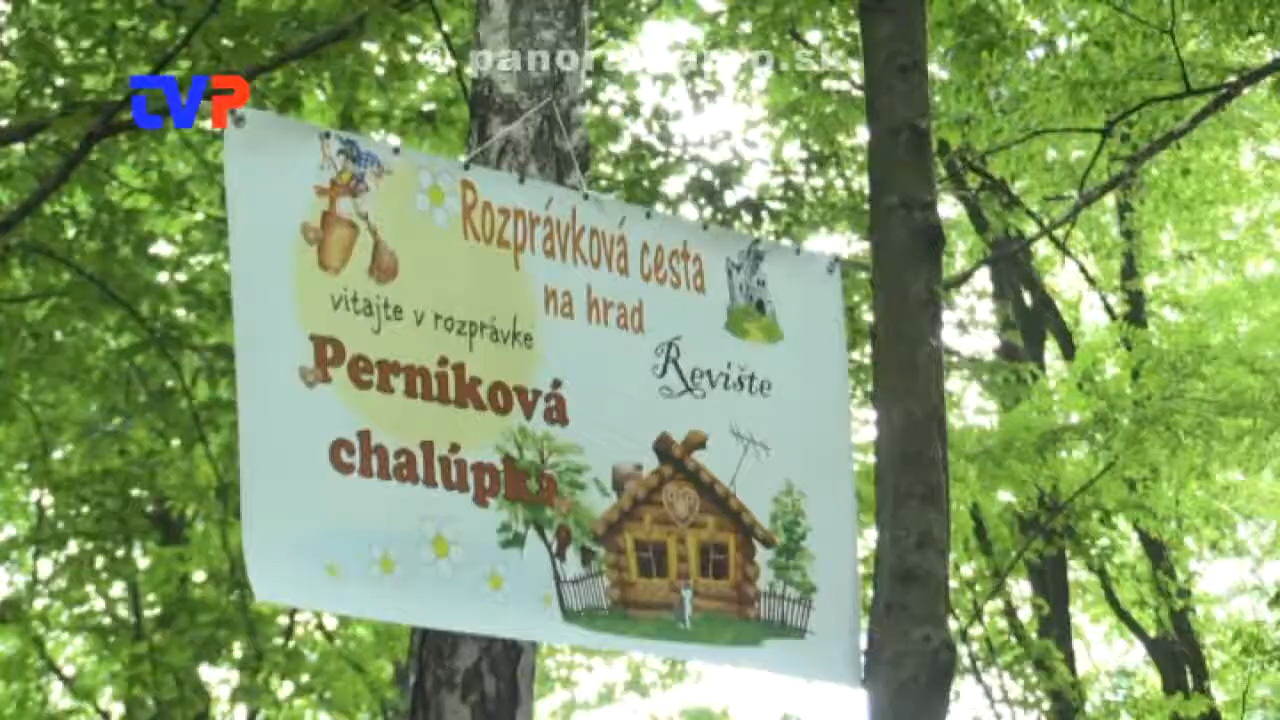 TVP
Rozprávková cesta
na hrad
Revište
vitajte v rozprávke
Perníková
chalúpka